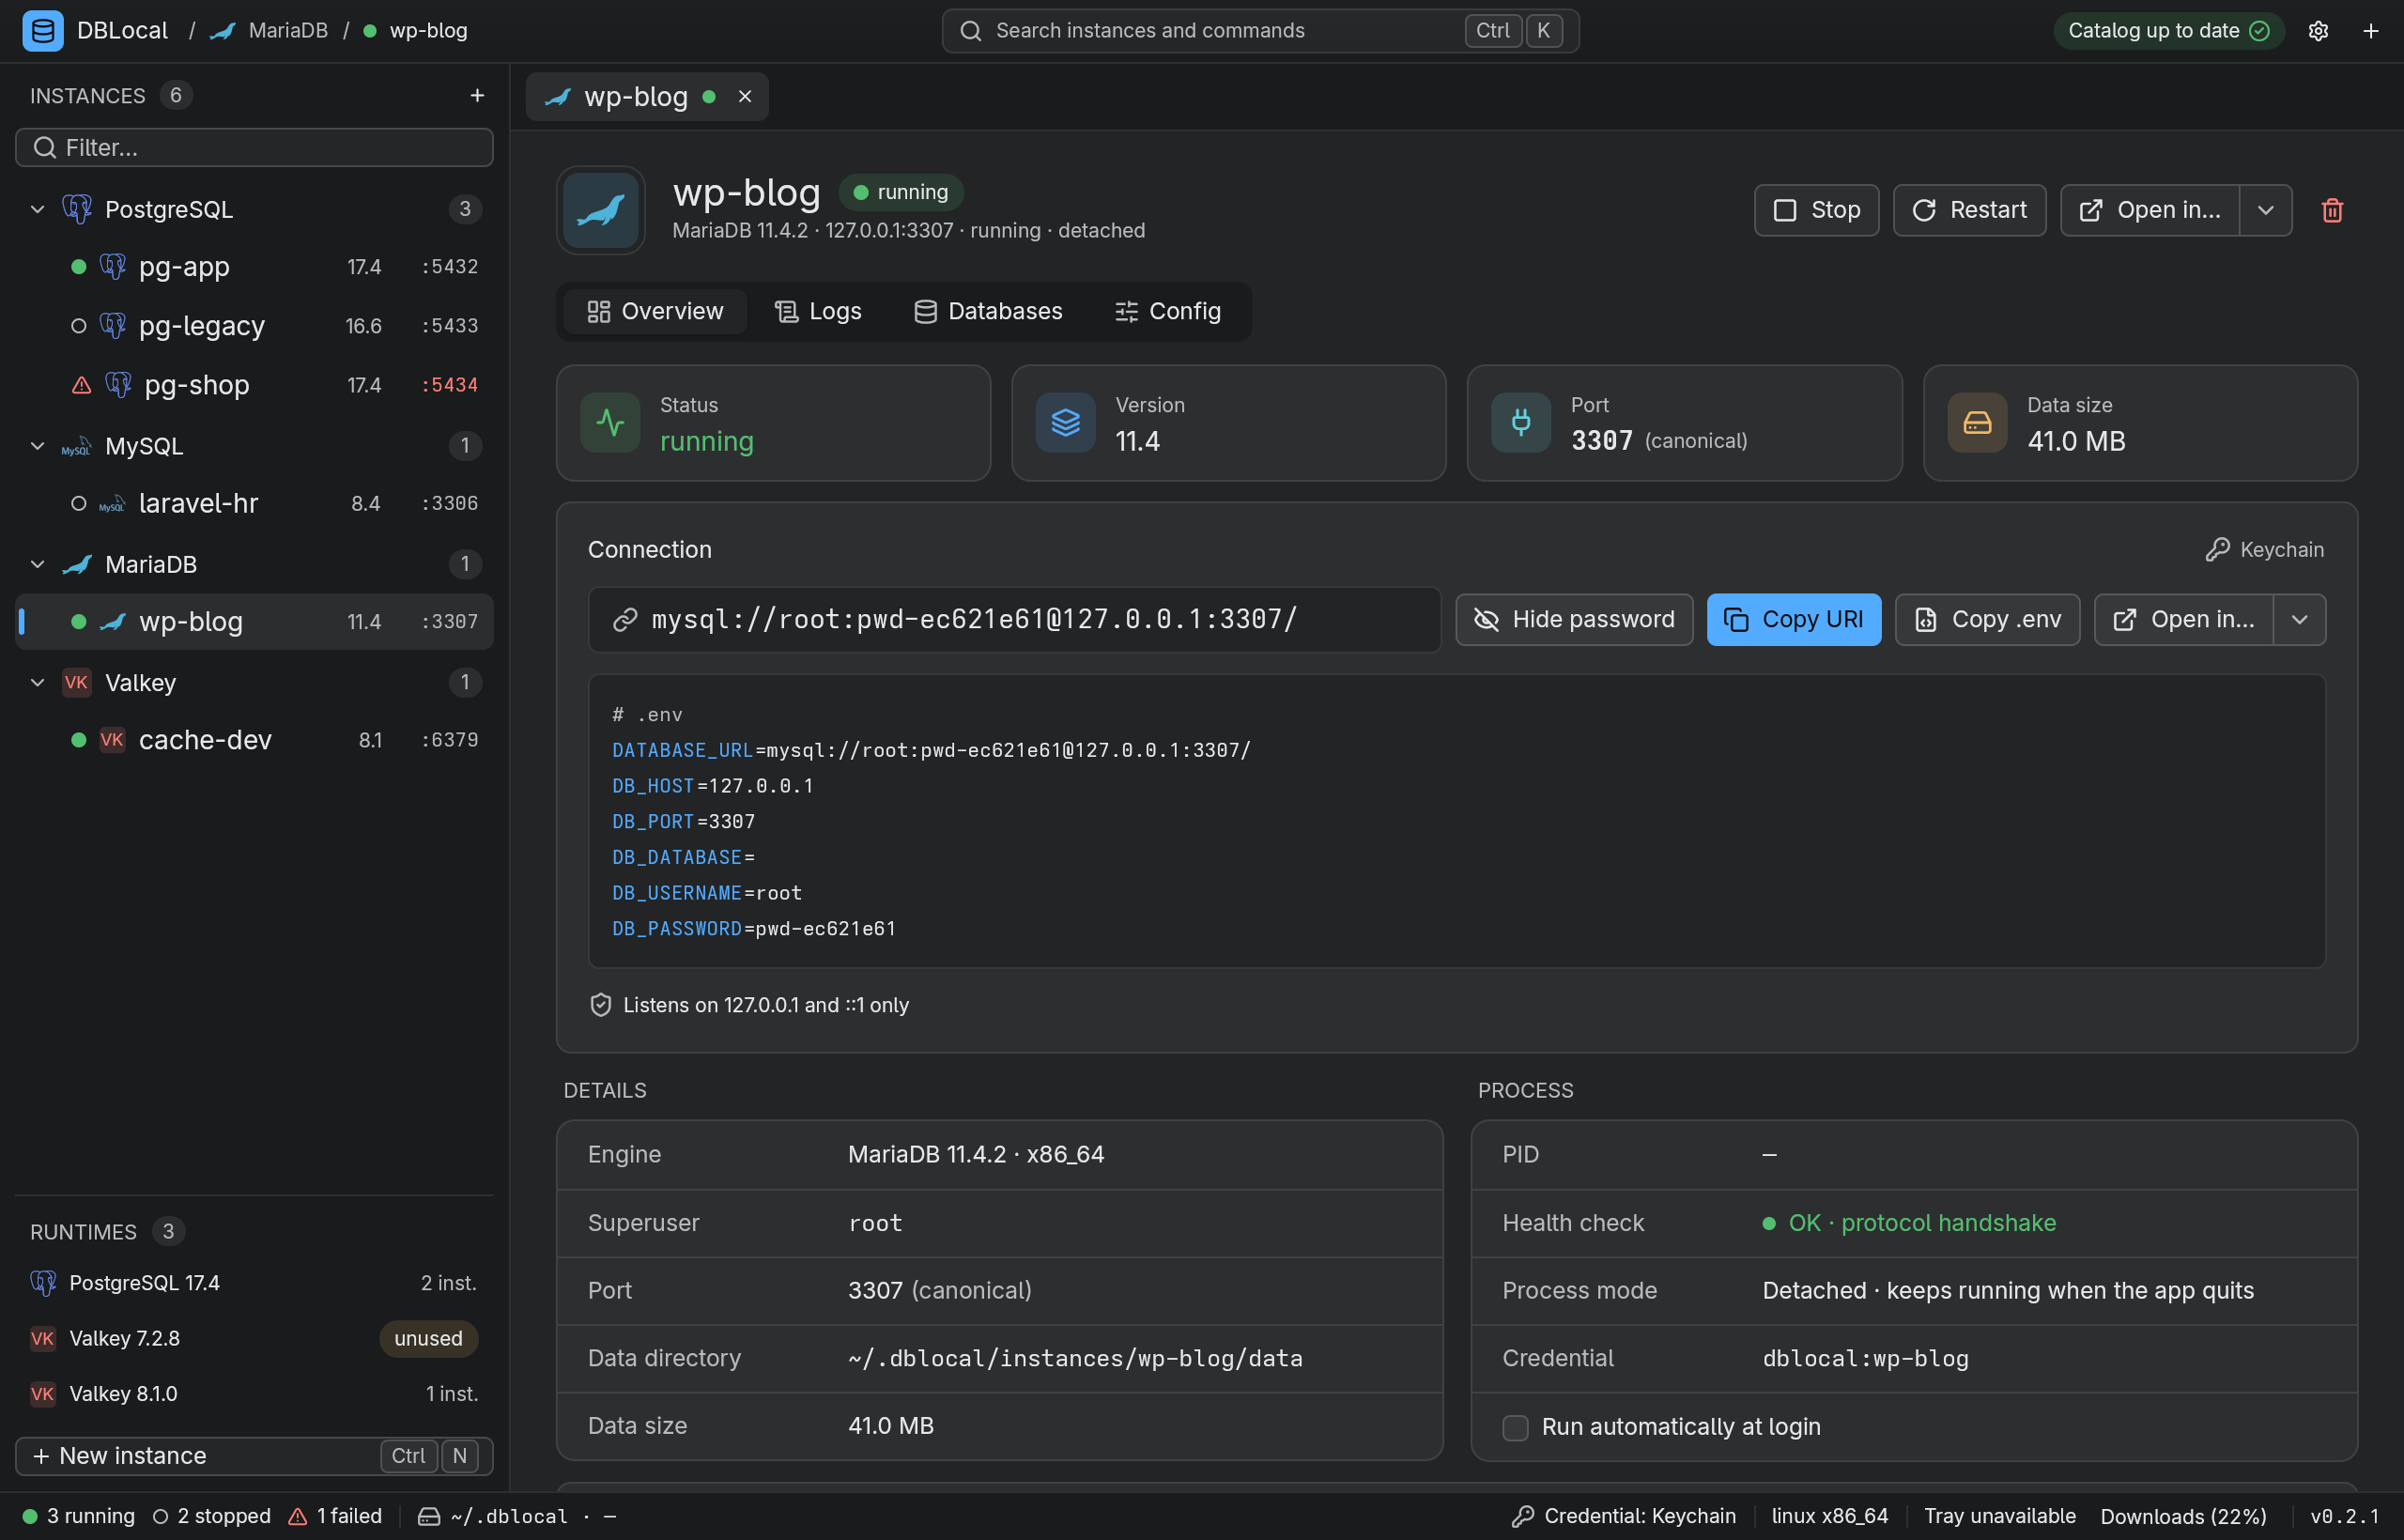 DBLocal / MariaDB / wp-blog
Search instances and commands Ctrl K
Catalog up to date
INSTANCES 6
Filter...
PostgreSQL 3
pg-app 17.4 :5432
pg-legacy 16.6 :5433
pg-shop 17.4 :5434
MySQL MySQL 1
MySQL laravel-hr 8.4 :3306
MariaDB 1
wp-blog 11.4 :3307
VK Valkey 1
VK cache-dev 8.1 :6379
RUNTIMES 3
PostgreSQL 17.4 2 inst.
VK Valkey 7.2.8 unused
VK Valkey 8.1.0 1 inst.
+ New instance Ctrl N
wp-blog
wp-blog running
MariaDB 11.4.2 · 127.0.0.1:3307 · running · detached
Stop Restart Open in...
Overview Logs Databases Config
Status
running
Version
11.4
Port
3307 (canonical)
Data size
41.0 MB
Connection Keychain
mysql://root:pwd-ec621e61@127.0.0.1:3307/
Hide password Copy URI Copy .env Open in...
# .env
DATABASE_URL=mysql://root:pwd-ec621e61@127.0.0.1:3307/
DB_HOST=127.0.0.1
DB_PORT=3307
DB_DATABASE=
DB_USERNAME=root
DB_PASSWORD=pwd-ec621e61
Listens on 127.0.0.1 and ::1 only
DETAILS
Engine MariaDB 11.4.2 · x86_64
Superuser root
Port 3307 (canonical)
Data directory ~/.dblocal/instances/wp-blog/data
Data size 41.0 MB
PROCESS
PID —
Health check OK · protocol handshake
Process mode Detached · keeps running when the app quits
Credential dblocal:wp-blog
Run automatically at login
3 running 2 stopped 1 failed ~/.dblocal · —
Credential: Keychain linux x86_64 Tray unavailable Downloads (22%) v0.2.1